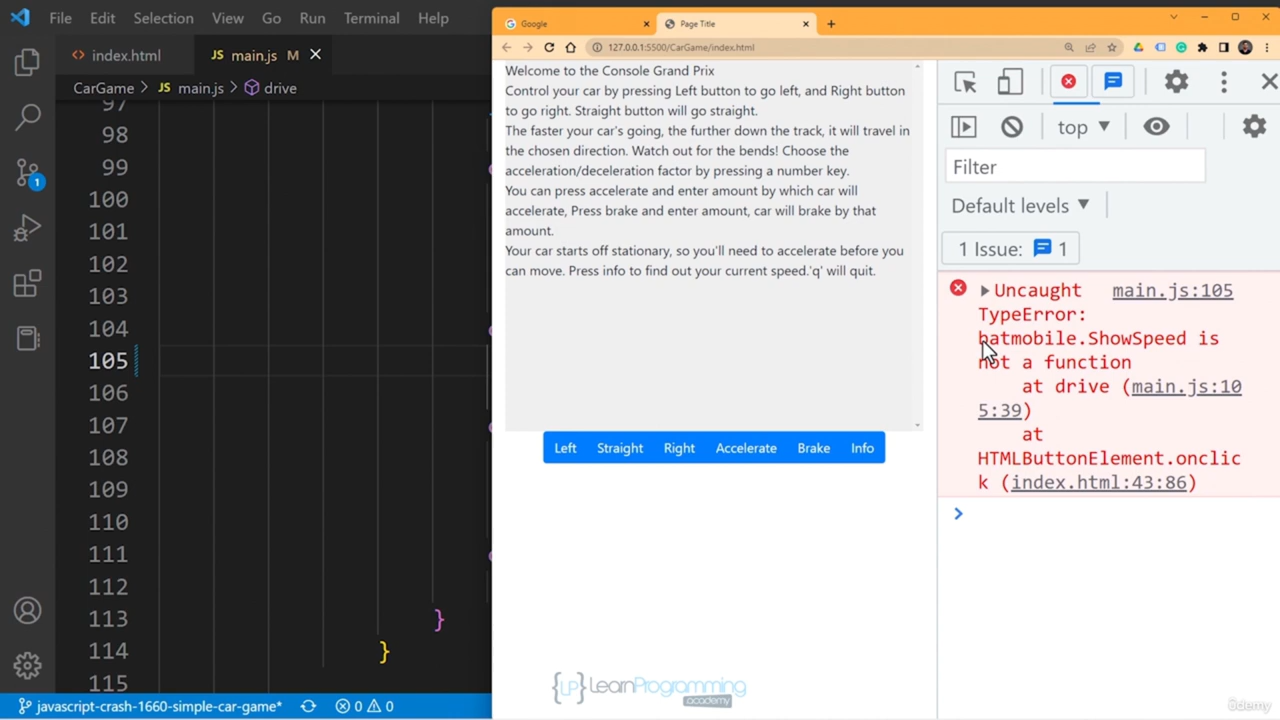 File Edit Selection View Go Run Terminal Help
index.html
JS main.js M
CarGame > JS main.js > drive
97
98
99
100
101
102
103
104
105
106
107
108
109
110
111
112
113 }
114 }
115
1
javascript-crash-1660-simple-car-game* 0 0
Google
Page Title
127.0.0.1:5500/CarGame/index.html
Welcome to the Console Grand Prix
Control your car by pressing Left button to go left, and Right button
to go right. Straight button will go straight.
The faster your car's going, the further down the track, it will travel in
the chosen direction. Watch out for the bends! Choose the
acceleration/deceleration factor by pressing a number key.
You can press accelerate and enter amount by which car will
accelerate, Press brake and enter amount, car will brake by that
amount.
Your car starts off stationary, so you'll need to accelerate before you
can move. Press info to find out your current speed.'q' will quit.
Left Straight Right Accelerate Brake Info
{LP} LearnProgramming
academy
top
Filter
Default levels
1 Issue: 1
Uncaught main.js:105
TypeError:
batmobile.ShowSpeed is
not a function
at drive (main.js:10
5:39)
at
HTMLButtonElement.onclic
k (index.html:43:86)
ûdemy